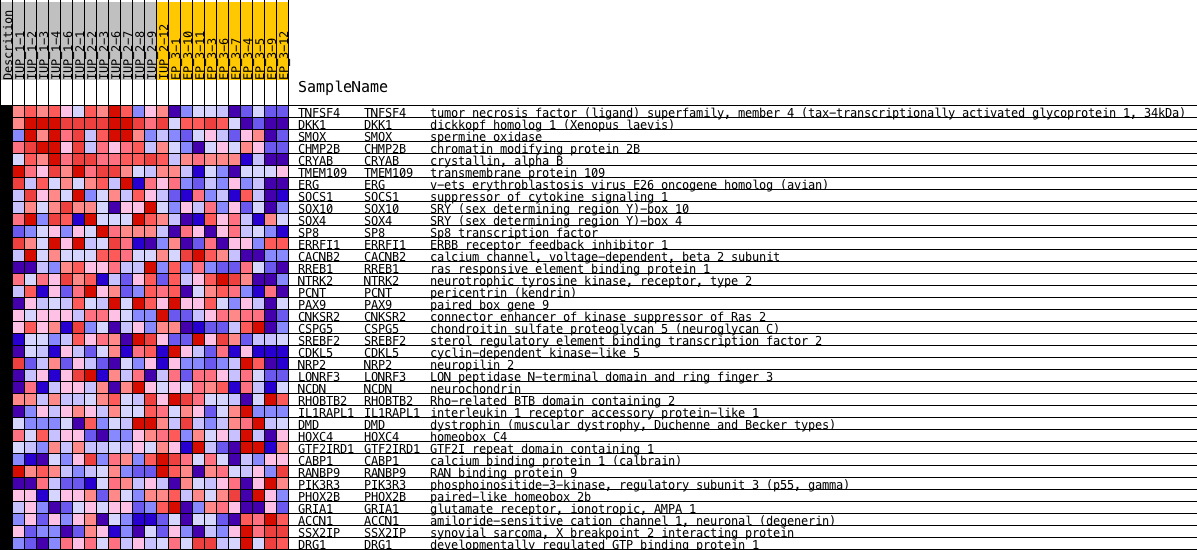 Descrition
IUP_1-1
IUP_1-2
IUP_1-3
IUP_1-4
IUP_1-6
IUP_2-1
IUP_2-2
IUP_2-3
IUP_2-6
IUP_2-7
IUP_2-8
IUP_2-9
IUP_2-12
EP_3-1
EP_3-10
EP_3-11
EP_3-3
EP_3-6
EP_3-7
EP_3-4
EP_3-5
EP_3-9
EP_3-12
SampleName
TNFSF4 TNFSF4 tumor necrosis factor (ligand) superfamily, member 4 (tax-transcriptionally activated glycoprotein 1, 34kDa)
DKK1 DKK1 dickkopf homolog 1 (Xenopus laevis)
SMOX SMOX spermine oxidase
CHMP2B CHMP2B chromatin modifying protein 2B
CRYAB CRYAB crystallin, alpha B
TMEM109 TMEM109 transmembrane protein 109
ERG ERG v-ets erythroblastosis virus E26 oncogene homolog (avian)
SOCS1 SOCS1 suppressor of cytokine signaling 1
SOX10 SOX10 SRY (sex determining region Y)-box 10
SOX4 SOX4 SRY (sex determining region Y)-box 4
SP8 SP8 Sp8 transcription factor
ERRFI1 ERRFI1 ERBB receptor feedback inhibitor 1
CACNB2 CACNB2 calcium channel, voltage-dependent, beta 2 subunit
RREB1 RREB1 ras responsive element binding protein 1
NTRK2 NTRK2 neurotrophic tyrosine kinase, receptor, type 2
PCNT PCNT pericentrin (kendrin)
PAX9 PAX9 paired box gene 9
CNKSR2 CNKSR2 connector enhancer of kinase suppressor of Ras 2
CSPG5 CSPG5 chondroitin sulfate proteoglycan 5 (neuroglycan C)
SREBF2 SREBF2 sterol regulatory element binding transcription factor 2
CDKL5 CDKL5 cyclin-dependent kinase-like 5
NRP2 NRP2 neuropilin 2
LONRF3 LONRF3 LON peptidase N-terminal domain and ring finger 3
NCDN NCDN neurochondrin
RHOBTB2 RHOBTB2 Rho-related BTB domain containing 2
IL1RAPL1 IL1RAPL1 interleukin 1 receptor accessory protein-like 1
DMD DMD dystrophin (muscular dystrophy, Duchenne and Becker types)
HOXC4 HOXC4 homeobox C4
GTF2IRD1 GTF2IRD1 GTF2I repeat domain containing 1
CABP1 CABP1 calcium binding protein 1 (calbrain)
RANBP9 RANBP9 RAN binding protein 9
PIK3R3 PIK3R3 phosphoinositide-3-kinase, regulatory subunit 3 (p55, gamma)
PHOX2B PHOX2B paired-like homeobox 2b
GRIA1 GRIA1 glutamate receptor, ionotropic, AMPA 1
ACCN1 ACCN1 amiloride-sensitive cation channel 1, neuronal (degenerin)
SSX2IP SSX2IP synovial sarcoma, X breakpoint 2 interacting protein
DRG1 DRG1 developmentally regulated GTP binding protein 1